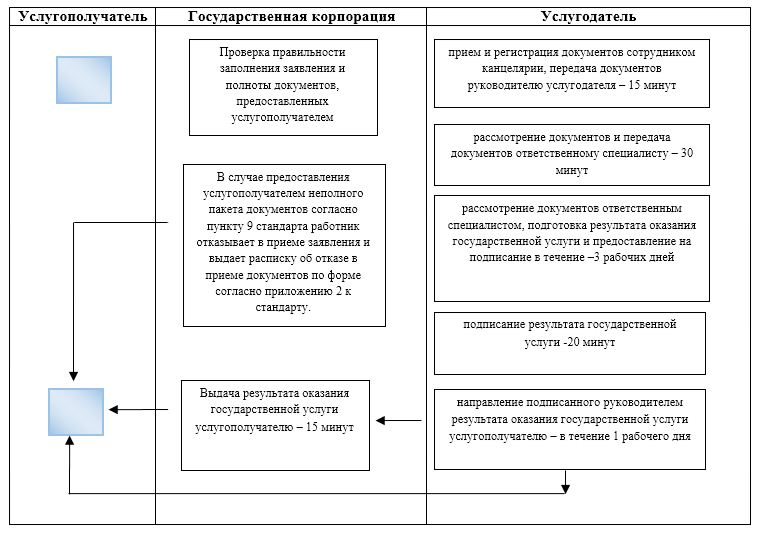 Услугополучатель
Государственная корпорация
Услугодатель
Проверка правильности
заполнения заявления и
полноты документов,
предоставленных
услугополучателем
В случае предоставления
услугополучателем неполного
пакета документов согласно
пункту 9 стандарта работник
отказывает в приеме заявления и
выдает расписку об отказе в
приеме документов по форме
согласно приложению 2 к
стандарту.
Выдача результата оказания
государственной услуги
услугополучателю – 15 минут
прием и регистрация документов сотрудником
канцелярии, передача документов
руководителю услугодателя – 15 минут
рассмотрение документов и передача
документов ответственному специалисту – 30
минут
рассмотрение документов ответственным
специалистом, подготовка результата оказания
государственной услуги и предоставление на
подписание в течение –3 рабочих дней
подписание результата государственной
услуги -20 минут
направление подписанного руководителем
результата оказания государственной услуги
услугополучателю – в течение 1 рабочего дня